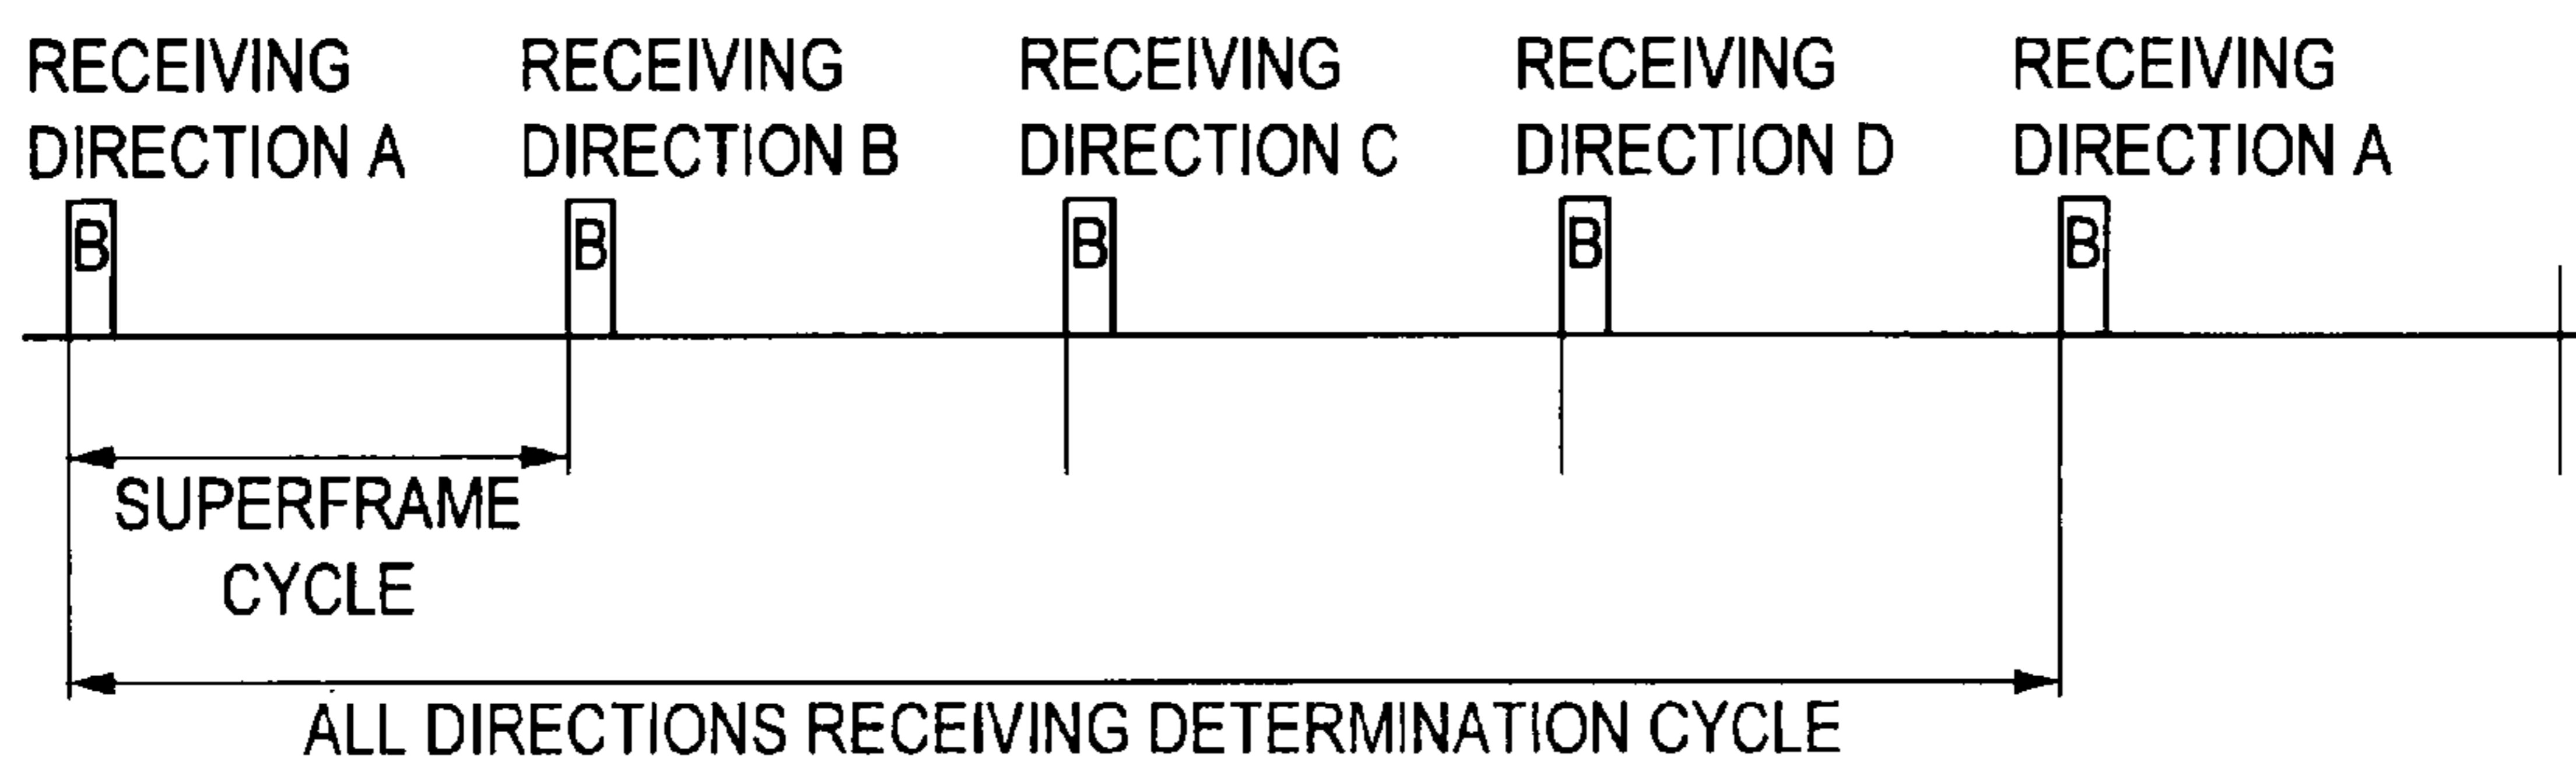 RECEIVING DIRECTION A
RECEIVING DIRECTION B
RECEIVING DIRECTION C
RECEIVING DIRECTION D
RECEIVING DIRECTION A
B
B
B
B
B
SUPERFRAME
CYCLE
ALL DIRECTIONS RECEIVING DETERMINATION CYCLE